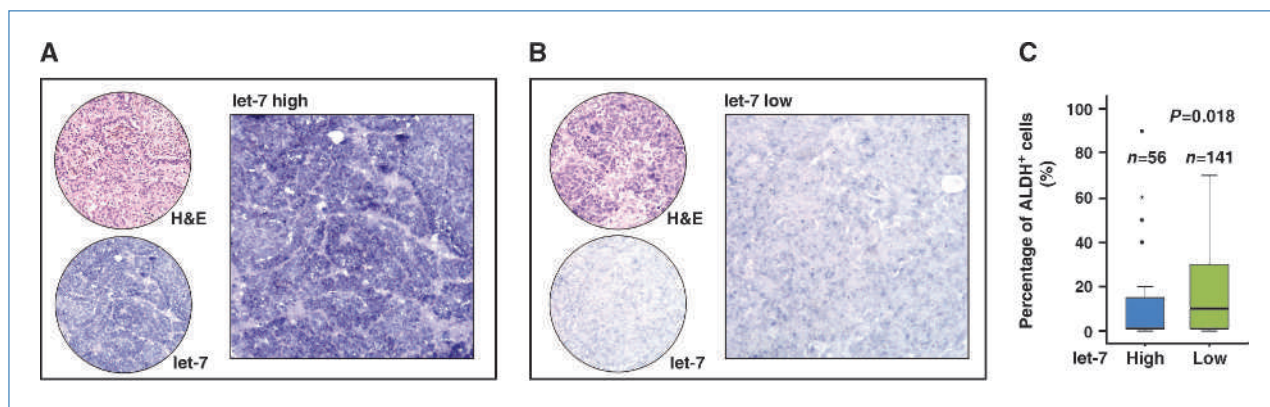 A
let-7 high
H&E
let-7
B
let-7 low
H&E
let-7
C
Percentage of ALDH⁺ cells
(%)
100
80
60
40
20
0
P=0.018
n=56 n=141
let-7 High Low